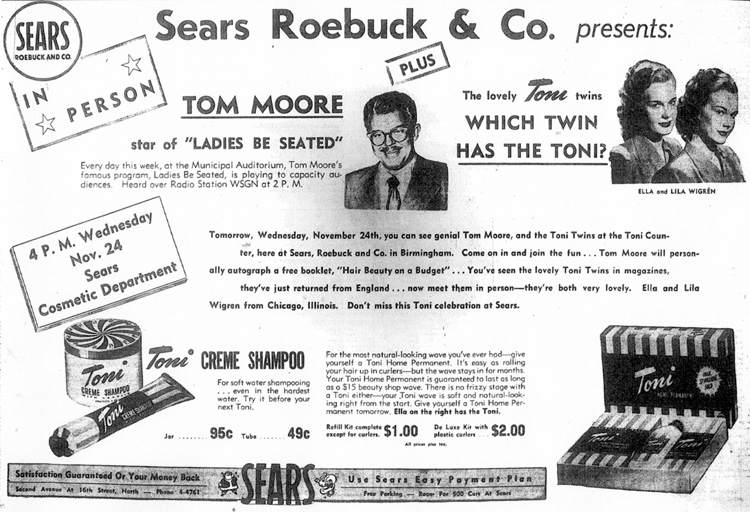 SEARS
ROEBUCK AND CO.
Sears Roebuck & Co. presents:
IN
PERSON
PLUS
TOM MOORE
star of "LADIES BE SEATED"
Every day this week, at the Municipal Auditorium, Tom Moore's
famous program, Ladies Be Seated, is playing to capacity au-
diences. Heard over Radio Station WSGN at 2 P. M.
The lovely Toni twins
WHICH TWIN
HAS THE TONI?
ELLA and LILA WIGRÉN
4 P. M. Wednesday
Nov. 24
Sears
Cosmetic Department
Tomorrow, Wednesday, November 24th, you can see genial Tom Moore, and the Toni Twins at the Toni Coun-
ter, here at Sears, Roebuck and Co. in Birmingham. Come on in and join the fun . . . Tom Moore will person-
ally autograph a free booklet, "Hair Beauty on a Budget" . . . You've seen the lovely Toni Twins in magazines,
they've just returned from England . . . now meet them in person—they're both very lovely. Ella and Lila
Wigren from Chicago, Illinois. Don't miss this Toni celebration at Sears.
Toni
CREME SHAMPOO
Toni
Toni CREME SHAMPOO
For soft water shampooing
. . . even in the hardest
water. Try it before your
next Toni.
Jar ........ 95c Tube ........ 49c
For the most natural-looking wave you've ever had—give
yourself a Toni Home Permanent. It's easy as rolling
your hair up in curlers—but the wave stays in for months.
Your Toni Home Permanent is guaranteed to last as long
as a $15 beauty shop wave. There is no frizzy stage with
a Toni either—your Toni wave is soft and natural-look-
ing right from the start. Give yourself a Toni Home Per-
manent tomorrow. Ella on the right has the Toni.
Refill Kit complete
except for curlers $1.00
De Luxe Kit with
plastic curlers $2.00
All prices plus tax.
Toni
HOME PERMANENT
Satisfaction Guaranteed Or Your Money Back
Second Avenue At 16th Street, North — Phone 4-4761
SEARS
Use Sears Easy Payment Plan
Free Parking — Room For 500 Cars At Sears